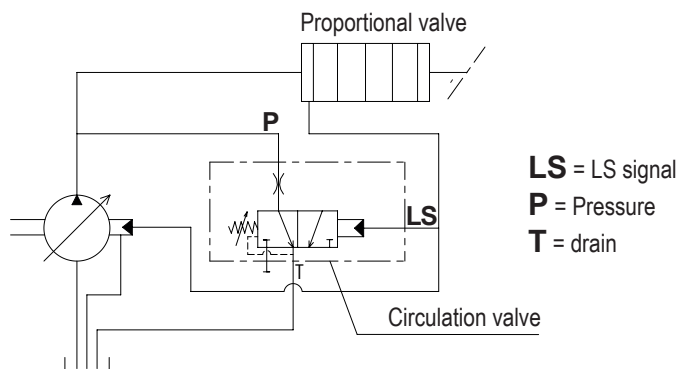 Proportional valve
P
LS = LS signal
P = Pressure
T = drain
LS
T
Circulation valve